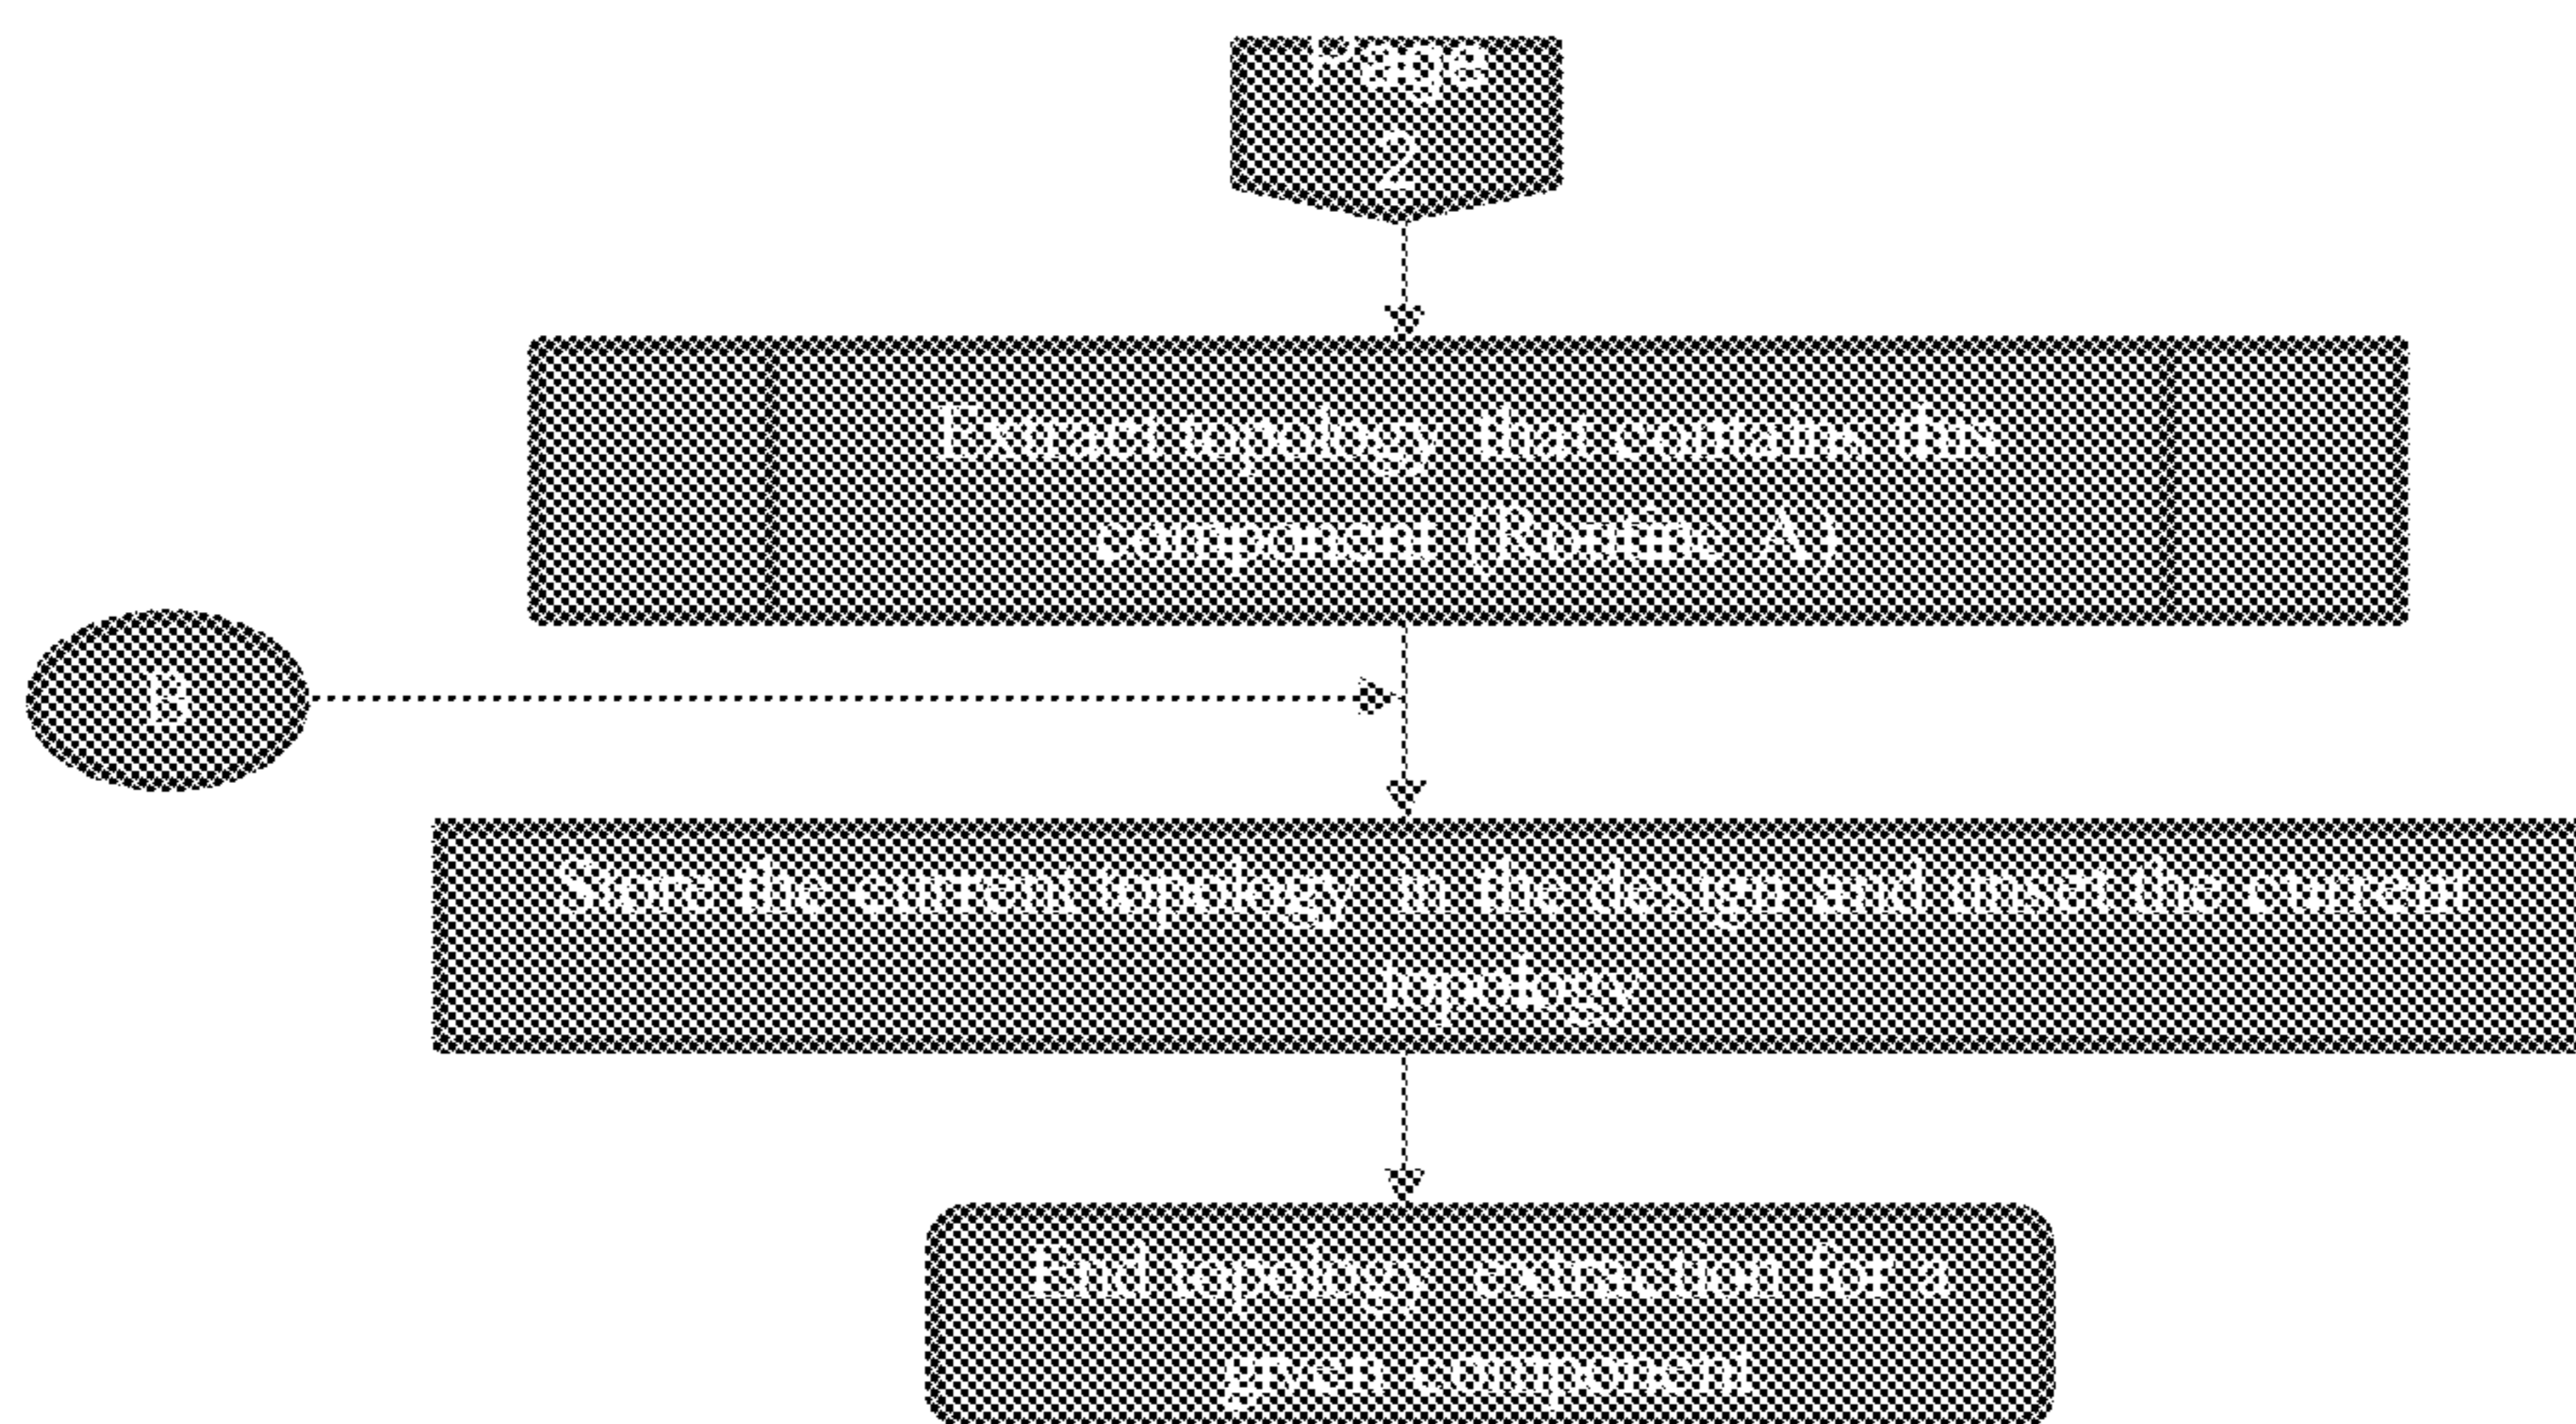 Page
2
Extract topology that contains this
component (Routine A)
B
Store the current topology in the design and unset the current
topology
End topology extraction for a
given component